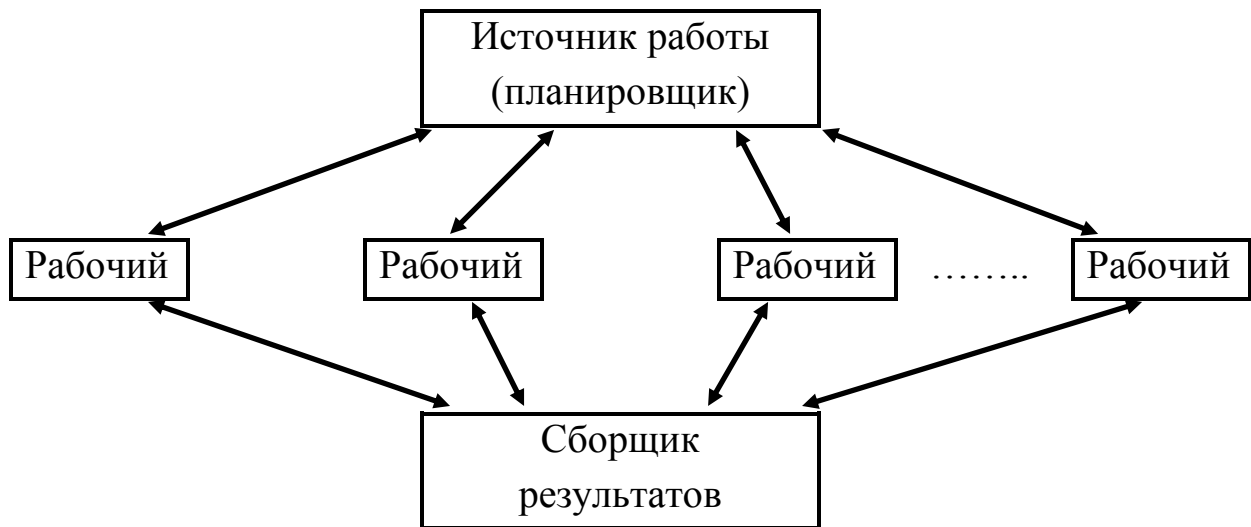 Источник работы
(планировщик)
Рабочий Рабочий Рабочий …….. Рабочий
Сборщик
результатов